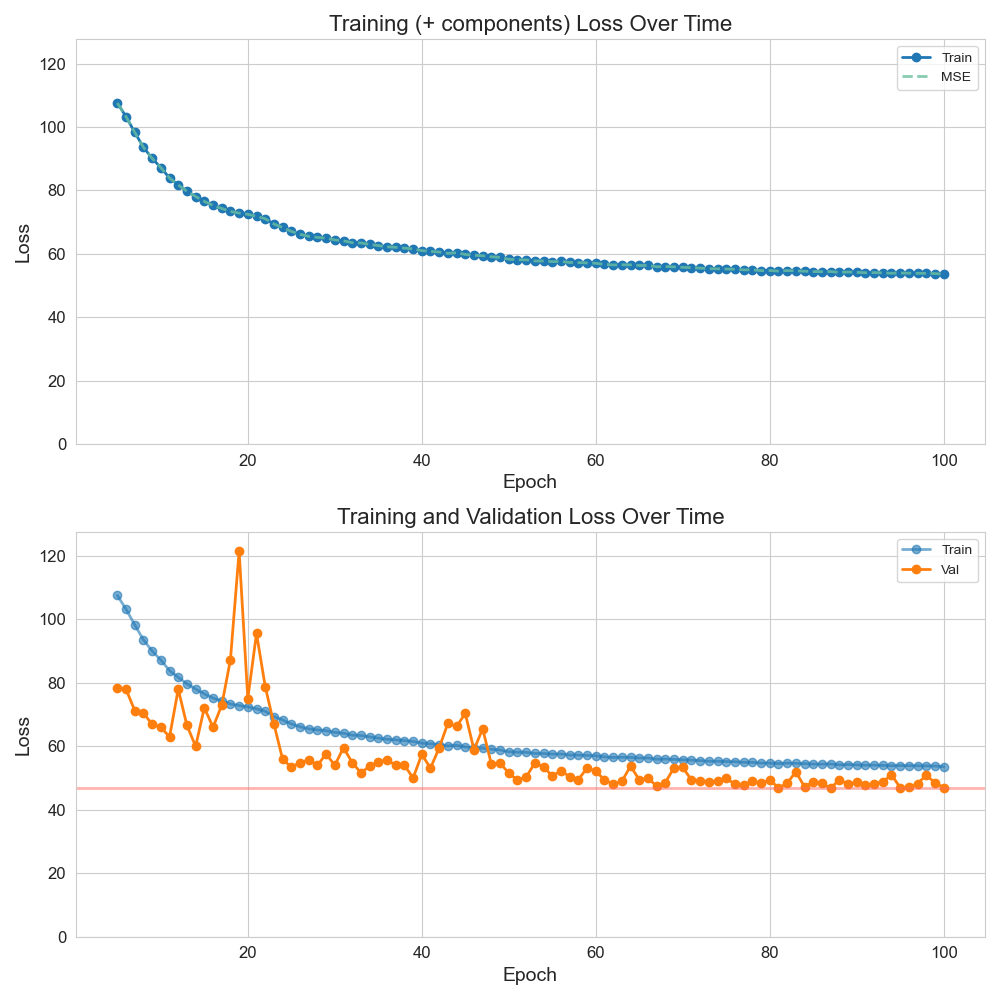 Training (+ components) Loss Over Time
120
100
80
60
40
20
0
Loss
Train
MSE
20 40 60 80 100
Epoch
Training and Validation Loss Over Time
120
100
80
60
40
20
0
Loss
Train
Val
20 40 60 80 100
Epoch